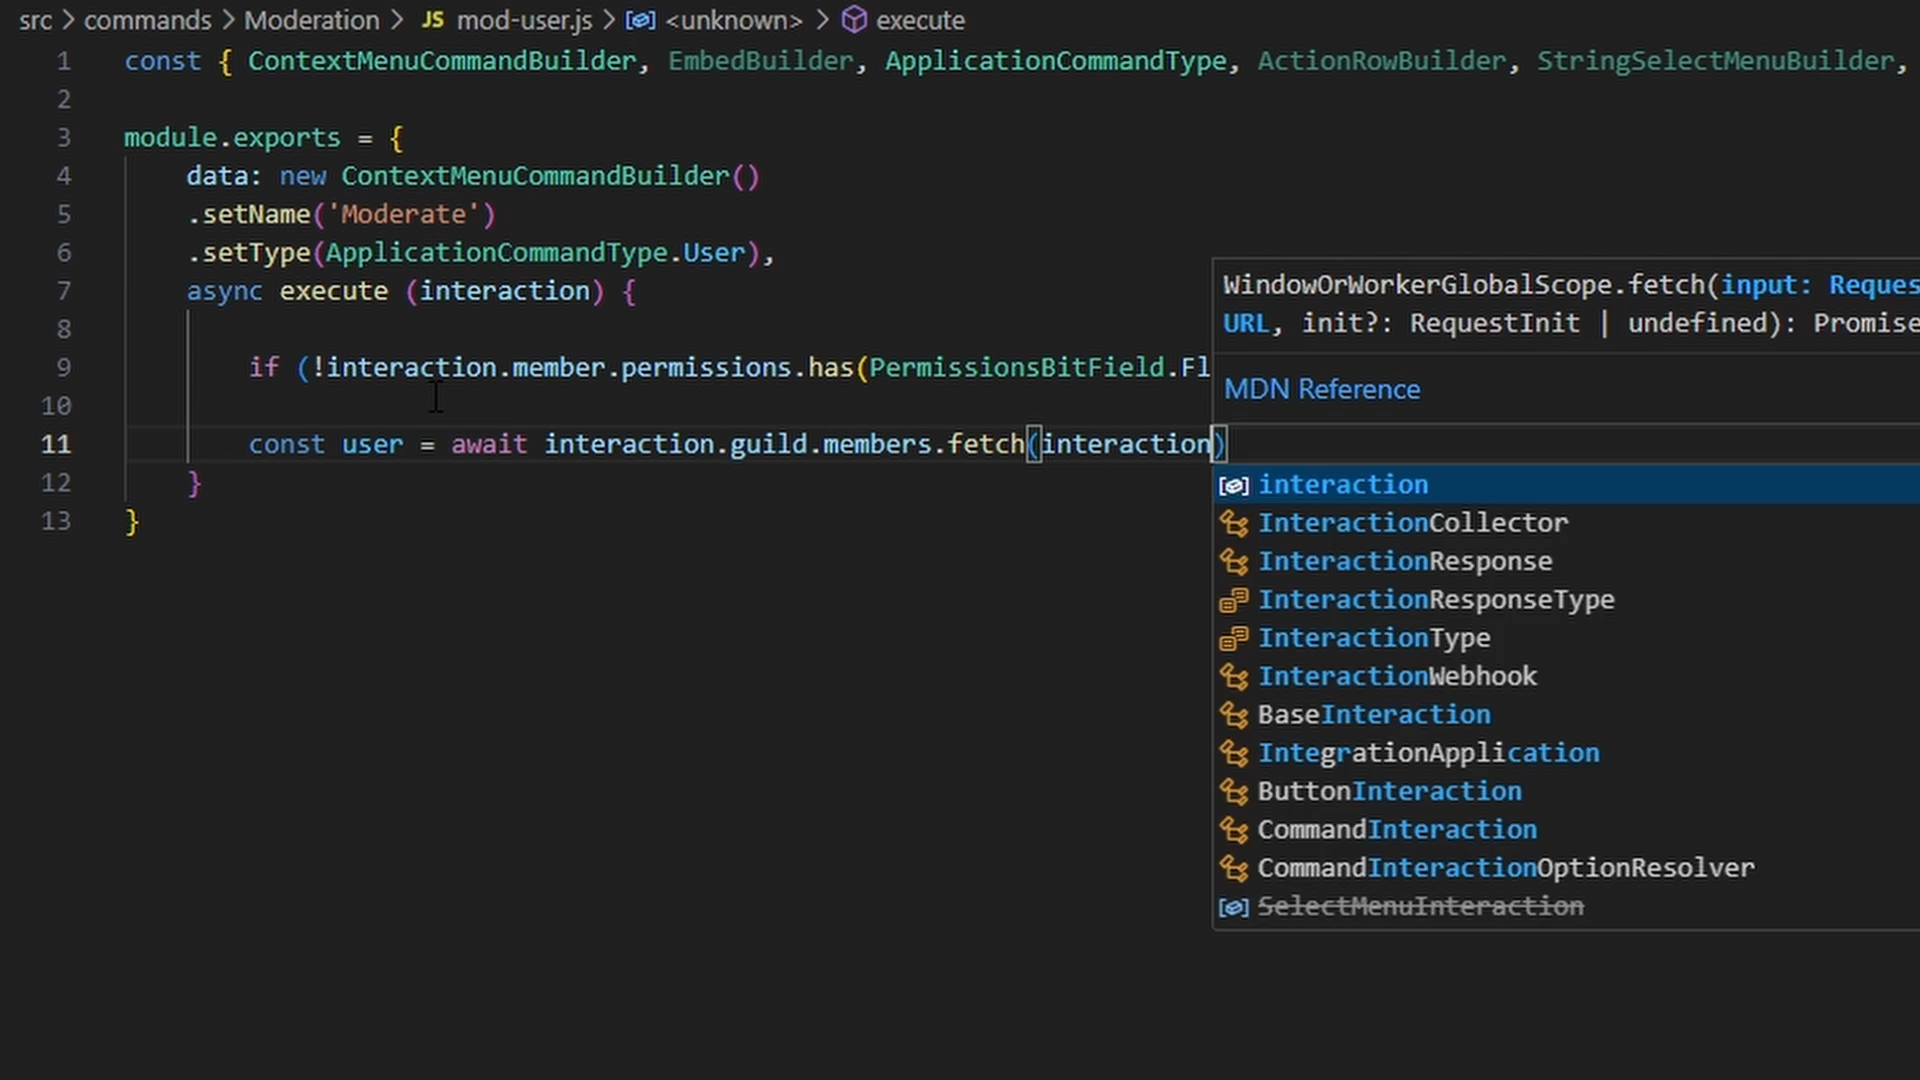 src > commands > Moderation > JS mod-user.js > <unknown> > execute
1 const { ContextMenuCommandBuilder, EmbedBuilder, ApplicationCommandType, ActionRowBuilder, StringSelectMenuBuilder,
2
3 module.exports = {
4 data: new ContextMenuCommandBuilder()
5 .setName('Moderate')
6 .setType(ApplicationCommandType.User),
7 async execute (interaction) {
8
9 if (!interaction.member.permissions.has(PermissionsBitField.Fl
10
11 const user = await interaction.guild.members.fetch(interaction)
12 }
13 }
WindowOrWorkerGlobalScope.fetch(input: Reques
URL, init?: RequestInit | undefined): Promise
MDN Reference
interaction
InteractionCollector
InteractionResponse
InteractionResponseType
InteractionType
InteractionWebhook
BaseInteraction
IntegrationApplication
ButtonInteraction
CommandInteraction
CommandInteractionOptionResolver
SelectMenuInteraction